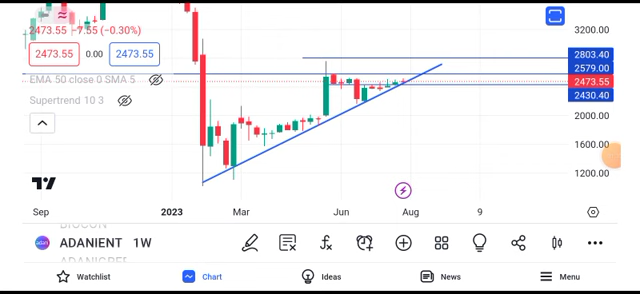 2473.55 −7.55 (−0.30%)
2473.55 0.00 2473.55
EMA 50 close 0 SMA 5
Supertrend 10 3
3200.00
2803.40
2579.00
2473.55
2430.40
2000.00
1600.00
1200.00
Sep 2023 Mar Jun Aug 9
ADANIENT 1W
Watchlist Chart Ideas News Menu